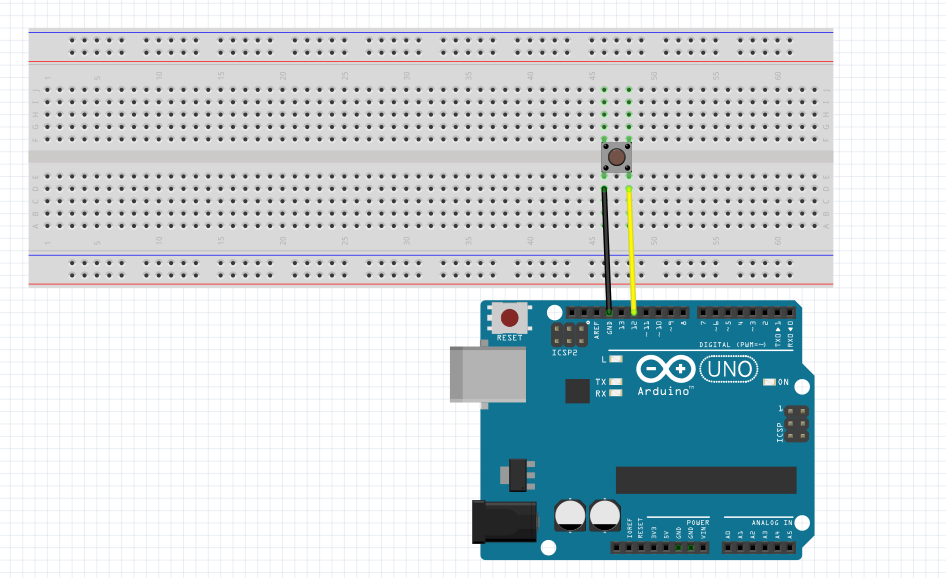 1 5 10 15 20 25 30 35 40 45 50 55 60
J J
I I
H H
G G
F F
E E
D D
C C
B B
A A
1 5 10 15 20 25 30 35 40 45 50 55 60
RESET
ICSP2
AREF
GND
13
12
~11
~10
~9
8
7
~6
~5
4
~3
2
TX0▶1
RX0◀0
DIGITAL (PWM=~)
L
TX
RX
UNO
Arduino™
ON
1
ICSP
IOREF
RESET
3V3
5V
GND
GND
VIN
POWER
ANALOG IN
A0
A1
A2
A3
A4
A5